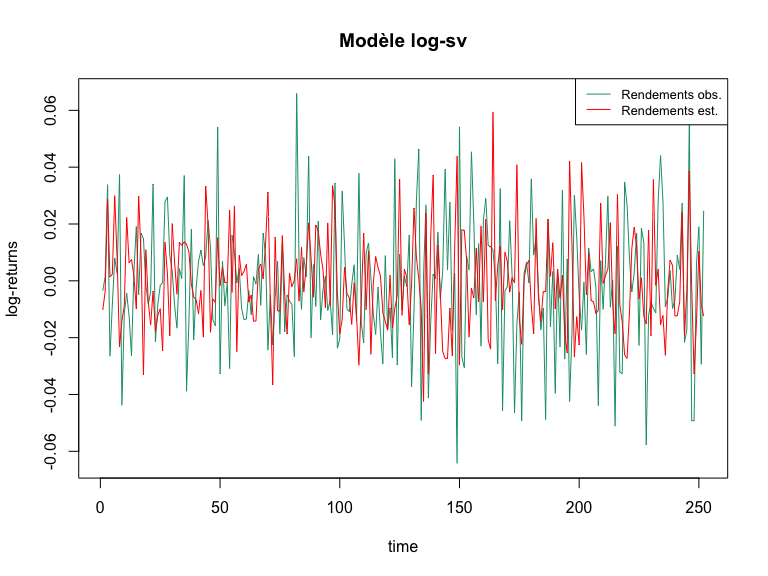 Modèle log-sv
Rendements obs.
Rendements est.
log-returns
0.06
0.04
0.02
0.00
-0.02
-0.04
-0.06
0 50 100 150 200 250
time